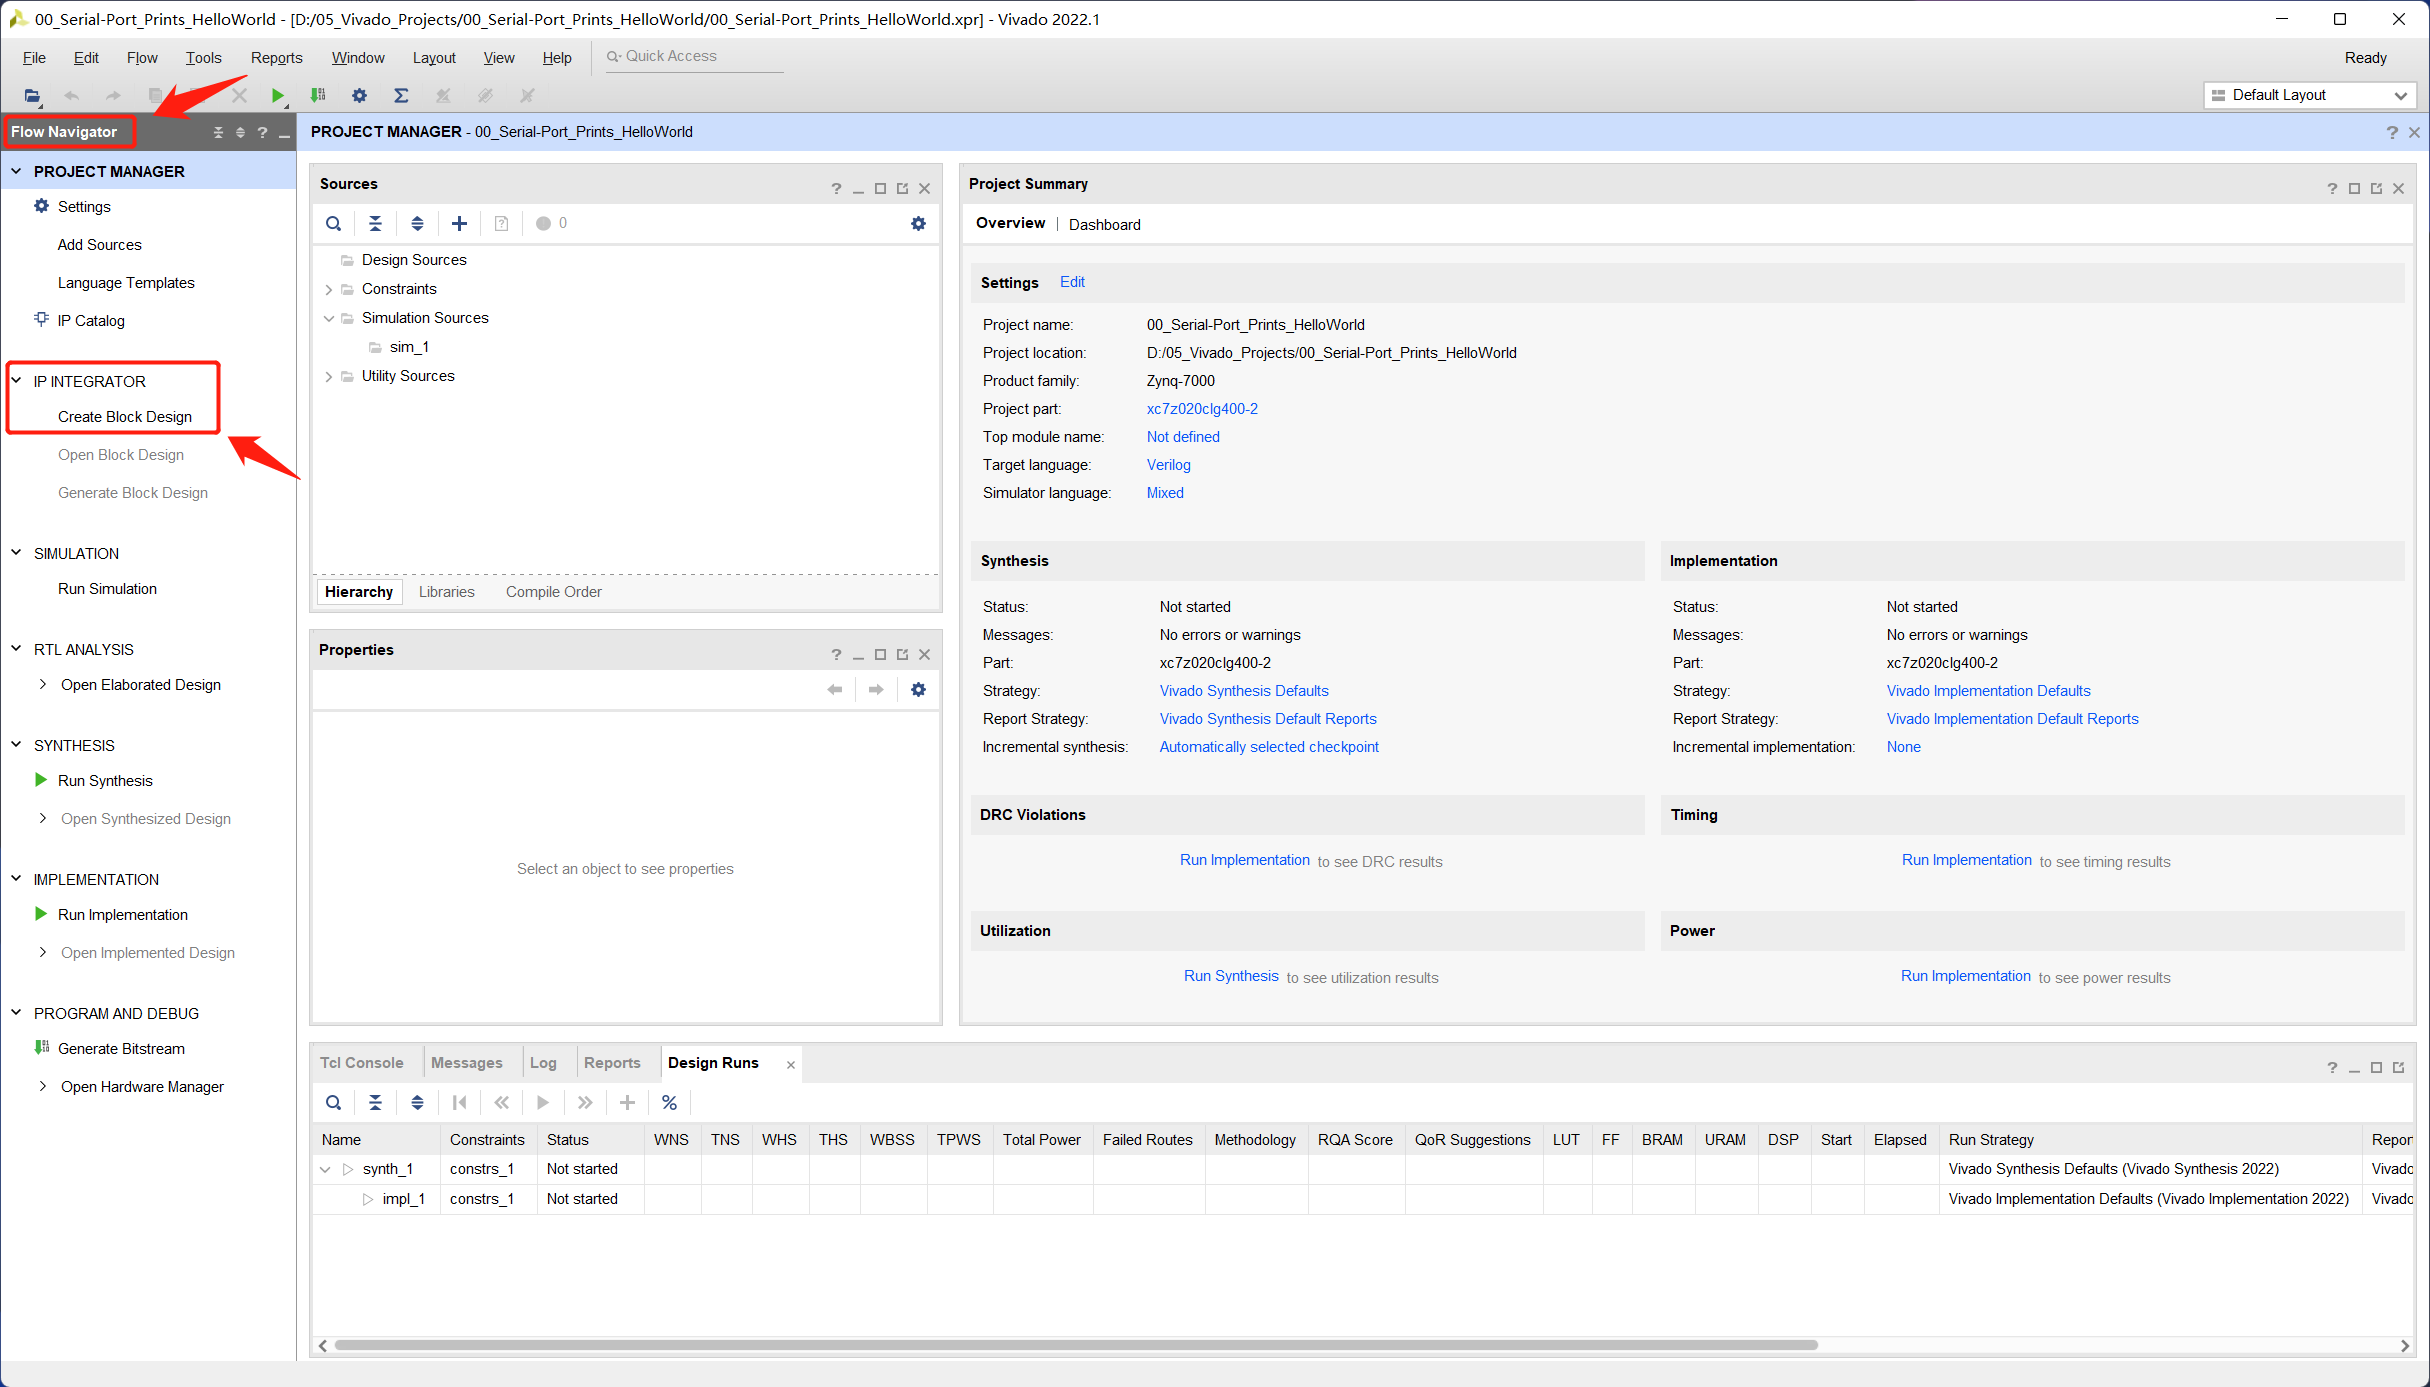 00_Serial-Port_Prints_HelloWorld - [D:/05_Vivado_Projects/00_Serial-Port_Prints_HelloWorld/00_Serial-Port_Prints_HelloWorld.xpr] - Vivado 2022.1
File Edit Flow Tools Reports Window Layout View Help Quick Access Ready
Default Layout
Flow Navigator
PROJECT MANAGER
Settings
Add Sources
Language Templates
IP Catalog
IP INTEGRATOR
Create Block Design
Open Block Design
Generate Block Design
SIMULATION
Run Simulation
RTL ANALYSIS
Open Elaborated Design
SYNTHESIS
Run Synthesis
Open Synthesized Design
IMPLEMENTATION
Run Implementation
Open Implemented Design
PROGRAM AND DEBUG
Generate Bitstream
Open Hardware Manager
PROJECT MANAGER - 00_Serial-Port_Prints_HelloWorld
Sources
0
Design Sources
Constraints
Simulation Sources
sim_1
Utility Sources
Hierarchy Libraries Compile Order
Properties
Select an object to see properties
Project Summary
Overview | Dashboard
Settings Edit
Project name: 00_Serial-Port_Prints_HelloWorld
Project location: D:/05_Vivado_Projects/00_Serial-Port_Prints_HelloWorld
Product family: Zynq-7000
Project part: xc7z020clg400-2
Top module name: Not defined
Target language: Verilog
Simulator language: Mixed
Synthesis
Status: Not started
Messages: No errors or warnings
Part: xc7z020clg400-2
Strategy: Vivado Synthesis Defaults
Report Strategy: Vivado Synthesis Default Reports
Incremental synthesis: Automatically selected checkpoint
Implementation
Status: Not started
Messages: No errors or warnings
Part: xc7z020clg400-2
Strategy: Vivado Implementation Defaults
Report Strategy: Vivado Implementation Default Reports
Incremental implementation: None
DRC Violations
Run Implementation to see DRC results
Timing
Run Implementation to see timing results
Utilization
Run Synthesis to see utilization results
Power
Run Implementation to see power results
Tcl Console Messages Log Reports Design Runs
Name Constraints Status WNS TNS WHS THS WBSS TPWS Total Power Failed Routes Methodology RQA Score QoR Suggestions LUT FF BRAM URAM DSP Start Elapsed Run Strategy Repor
synth_1 constrs_1 Not started Vivado Synthesis Defaults (Vivado Synthesis 2022) Vivado
impl_1 constrs_1 Not started Vivado Implementation Defaults (Vivado Implementation 2022) Vivado